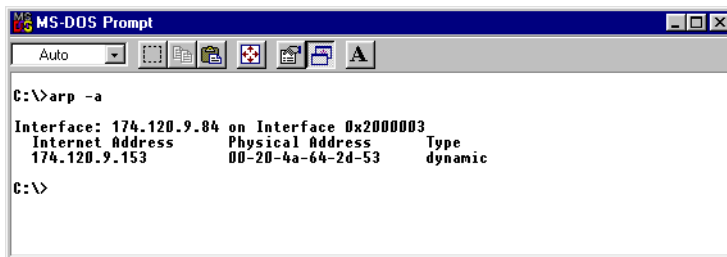 MS-DOS Prompt
Auto
A
C:\>arp -a
Interface: 174.120.9.84 on Interface 0x2000003
Internet Address Physical Address Type
174.120.9.153 00-20-4a-64-2d-53 dynamic
C:\>